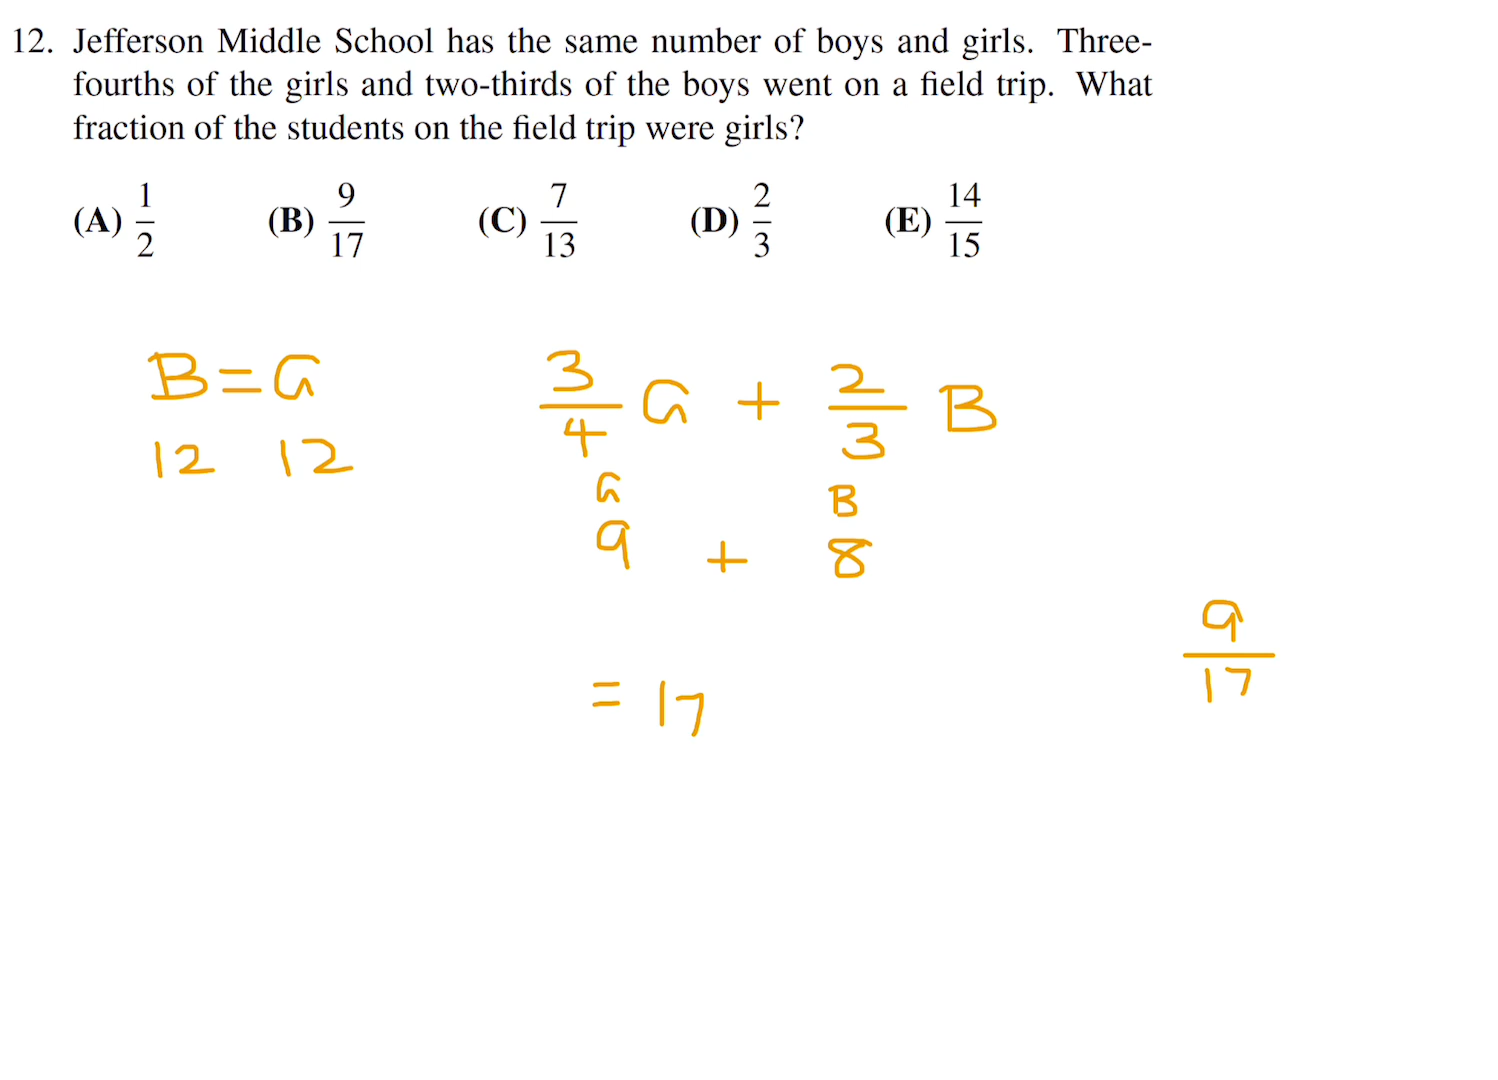 12. Jefferson Middle School has the same number of boys and girls. Three-
fourths of the girls and two-thirds of the boys went on a field trip. What
fraction of the students on the field trip were girls?
(A) 1/2 (B) 9/17 (C) 7/13 (D) 2/3 (E) 14/15
B = G
12 12
3/4 G + 2/3 B
G B
9 + 8
= 17
9/17